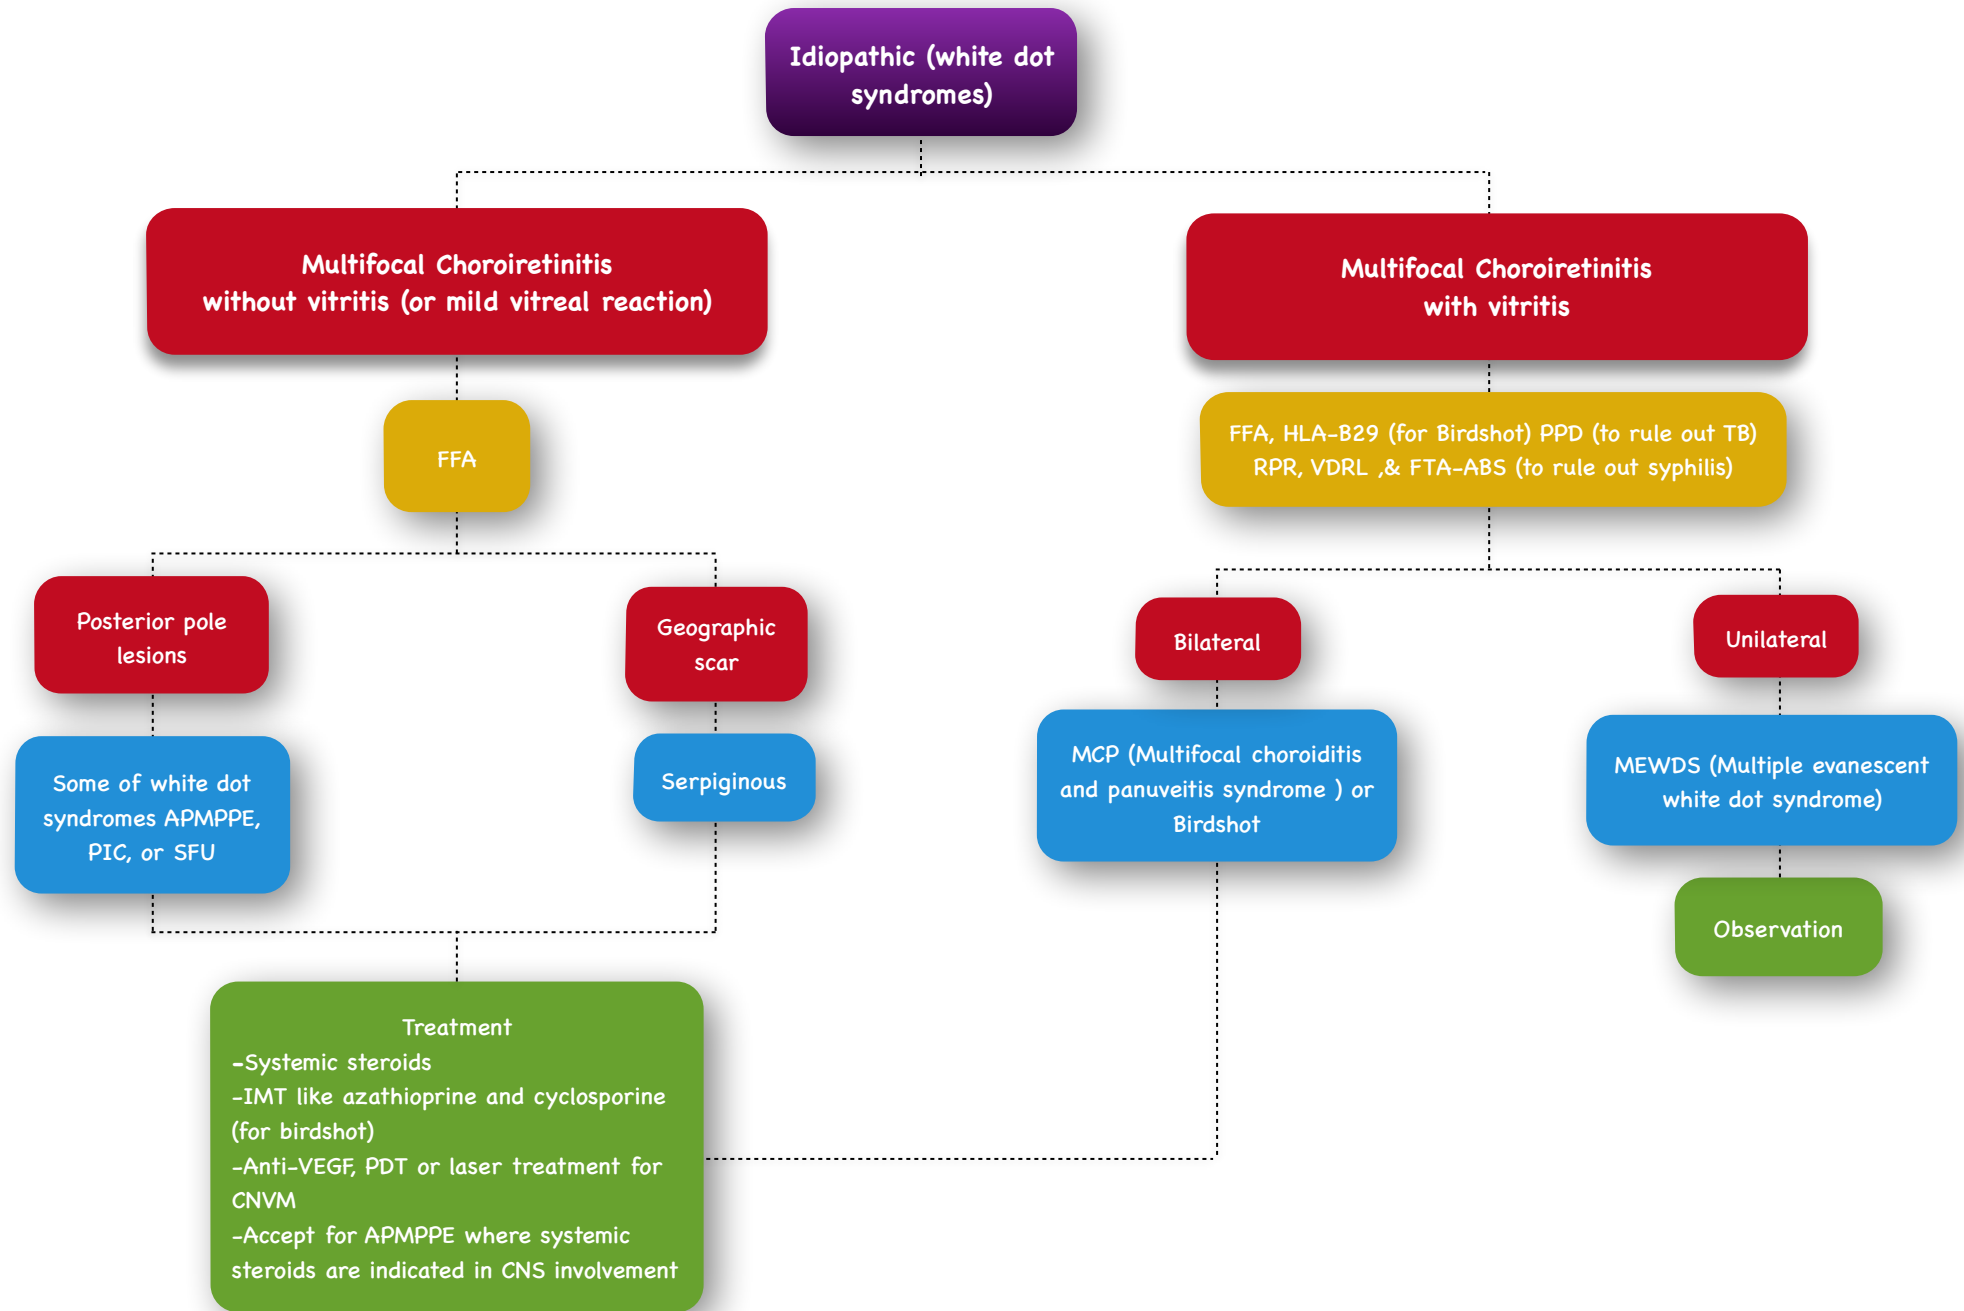 Idiopathic (white dot
syndromes)
Multifocal Choroiretinitis
without vitritis (or mild vitreal reaction)
Multifocal Choroiretinitis
with vitritis
FFA
FFA, HLA-B29 (for Birdshot) PPD (to rule out TB)
RPR, VDRL ,& FTA-ABS (to rule out syphilis)
Posterior pole
lesions
Geographic
scar
Bilateral
Unilateral
Some of white dot
syndromes APMPPE,
PIC, or SFU
Serpiginous
MCP (Multifocal choroiditis
and panuveitis syndrome ) or
Birdshot
MEWDS (Multiple evanescent
white dot syndrome)
Observation
Treatment
-Systemic steroids
-IMT like azathioprine and cyclosporine
(for birdshot)
-Anti-VEGF, PDT or laser treatment for
CNVM
-Accept for APMPPE where systemic
steroids are indicated in CNS involvement